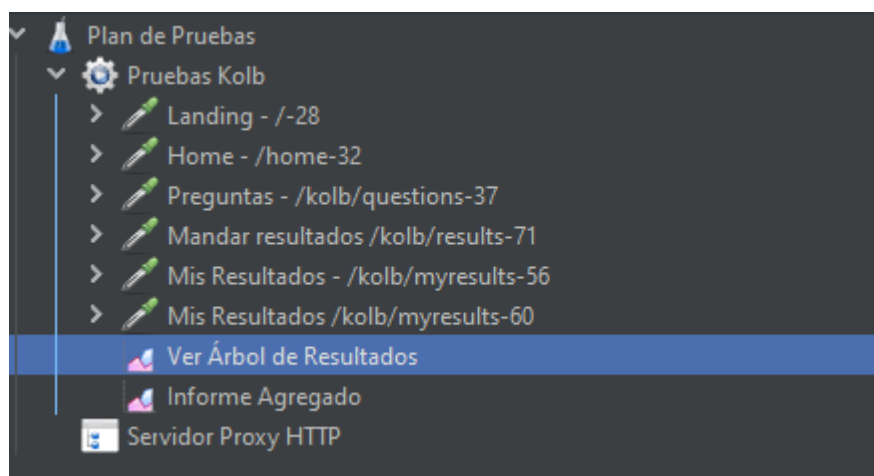 Plan de Pruebas
Pruebas Kolb
Landing - /-28
Home - /home-32
Preguntas - /kolb/questions-37
Mandar resultados /kolb/results-71
Mis Resultados - /kolb/myresults-56
Mis Resultados /kolb/myresults-60
Ver Árbol de Resultados
Informe Agregado
Servidor Proxy HTTP